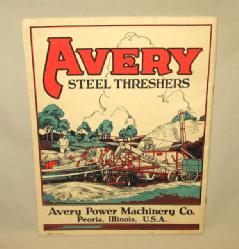 AVERY
STEEL THRESHERS
Avery Power Machinery Co.
Peoria, Illinois, U.S.A.